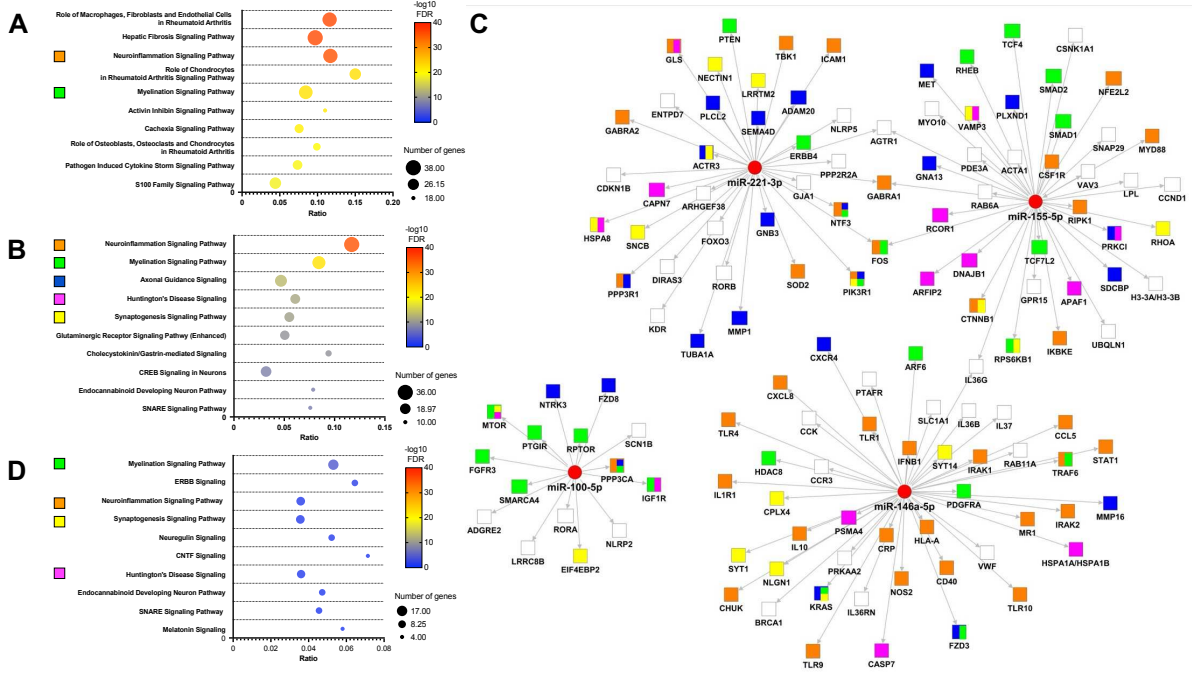 A
Role of Macrophages, Fibroblasts and Endothelial Cells
in Rheumatoid Arthritis
Hepatic Fibrosis Signaling Pathway
Neuroinflammation Signaling Pathway
Role of Chondrocytes
in Rheumatoid Arthritis Signaling Pathway
Myelination Signaling Pathway
Activin Inhibin Signaling Pathway
Cachexia Signaling Pathway
Role of Osteoblasts, Osteoclasts and Chondrocytes
in Rheumatoid Arthritis
Pathogen Induced Cytokine Storm Signaling Pathway
S100 Family Signaling Pathway
0
0.00 0.05 0.10 0.15 0.20
Ratio
-log10
FDR
40
30
20
10
0
Number of genes
38.00
26.15
18.00
B
Neuroinflammation Signaling Pathway
Myelination Signaling Pathway
Axonal Guidance Signaling
Huntington's Disease Signaling
Synaptogenesis Signaling Pathway
Glutaminergic Receptor Signaling Pathwy (Enhanced)
Cholecystokinin/Gastrin-mediated Signaling
CREB Signaling in Neurons
Endocannabinoid Developing Neuron Pathway
SNARE Signaling Pathway
0
0.00 0.05 0.10 0.15
Ratio
-log10
FDR
40
30
20
10
0
Number of genes
36.00
18.97
10.00
D
Myelination Signaling Pathway
ERBB Signaling
Neuroinflammation Signaling Pathway
Synaptogenesis Signaling Pathway
Neuregulin Signaling
CNTF Signaling
Huntington's Disease Signaling
Endocannabinoid Developing Neuron Pathway
SNARE Signaling Pathway
Melatonin Signaling
0
0.00 0.02 0.04 0.06 0.08
Ratio
-log10
FDR
40
30
20
10
0
Number of genes
17.00
8.25
4.00
C
PTEN
GLS
TBK1
ICAM1
NECTIN1
LRRTM2
ENTPD7
PLCL2
ADAM20
SEMA4D
GABRA2
NLRP5
AGTR1
ERBB4
ACTR3
PPP2R2A
miR-221-3p
CDKN1B
CAPN7
GJA1
GABRA1
ARHGEF38
HSPA8
SNCB
NTF3
FOXO3
GNB3
FOS
PPP3R1
DIRAS3
RORB
SOD2
PIK3R1
KDR
MMP1
TUBA1A
TCF4
CSNK1A1
RHEB
MET
SMAD2
NFE2L2
MYO10
VAMP3
PLXND1
SMAD1
SNAP29
MYD88
GNA13
PDE3A
ACTA1
CSF1R
VAV3
LPL
CCND1
RAB6A
miR-155-5p
RIPK1
RCOR1
PRKCI
RHOA
TCF7L2
DNAJB1
ARFIP2
GPR15
APAF1
SDCBP
H3-3A/H3-3B
CTNNB1
RPS6KB1
IKBKE
UBQLN1
IL36G
NTRK3
FZD8
MTOR
PTGIR
RPTOR
SCN1B
FGFR3
PPP3CA
miR-100-5p
SMARCA4
IGF1R
ADGRE2
RORA
NLRP2
LRRC8B
EIF4EBP2
CXCR4
ARF6
CXCL8
PTAFR
SLC1A1
IL36B
IL37
TLR4
CCK
TLR1
IFNB1
SYT14
CCL5
HDAC8
CCR3
IRAK1
RAB11A
TRAF6
STAT1
IL1R1
miR-146a-5p
PDGFRA
CPLX4
PSMA4
MR1
IRAK2
MMP16
IL10
CRP
HLA-A
HSPA1A/HSPA1B
SYT1
NLGN1
PRKAA2
VWF
NOS2
CD40
CHUK
BRCA1
KRAS
IL36RN
TLR10
FZD3
TLR9
CASP7